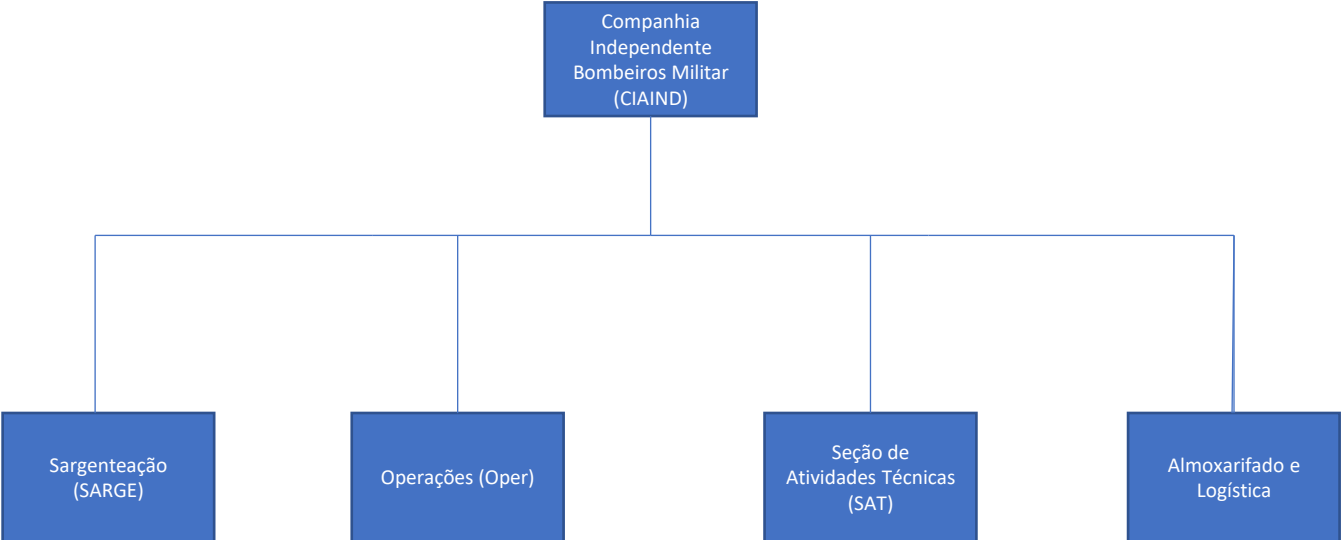 Companhia
Independente
Bombeiros Militar
(CIAIND)
Sargenteação
(SARGE)
Operações (Oper)
Seção de
Atividades Técnicas
(SAT)
Almoxarifado e
Logística